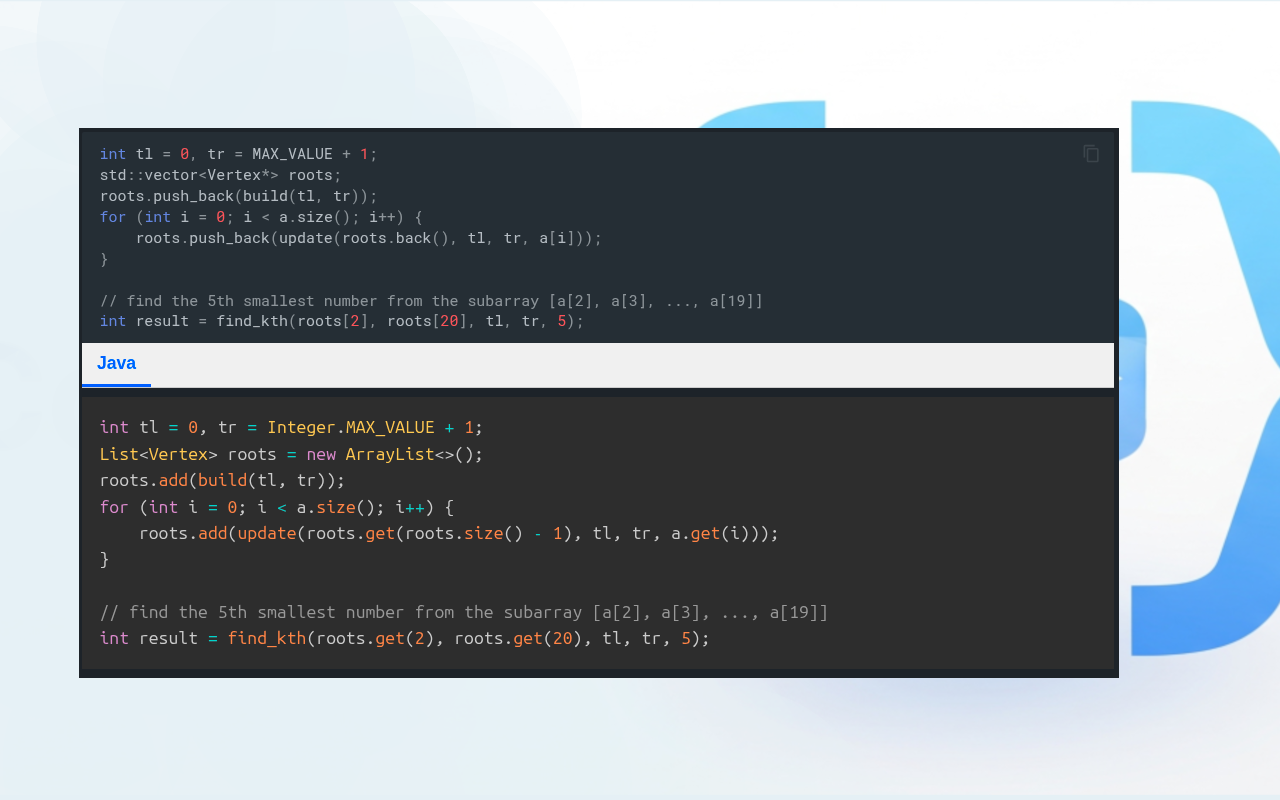 int tl = 0, tr = MAX_VALUE + 1;
std::vector<Vertex*> roots;
roots.push_back(build(tl, tr));
for (int i = 0; i < a.size(); i++) {
    roots.push_back(update(roots.back(), tl, tr, a[i]));
}

// find the 5th smallest number from the subarray [a[2], a[3], ..., a[19]]
int result = find_kth(roots[2], roots[20], tl, tr, 5);
Java
int tl = 0, tr = Integer.MAX_VALUE + 1;
List<Vertex> roots = new ArrayList<>();
roots.add(build(tl, tr));
for (int i = 0; i < a.size(); i++) {
    roots.add(update(roots.get(roots.size() - 1), tl, tr, a.get(i)));
}

// find the 5th smallest number from the subarray [a[2], a[3], ..., a[19]]
int result = find_kth(roots.get(2), roots.get(20), tl, tr, 5);